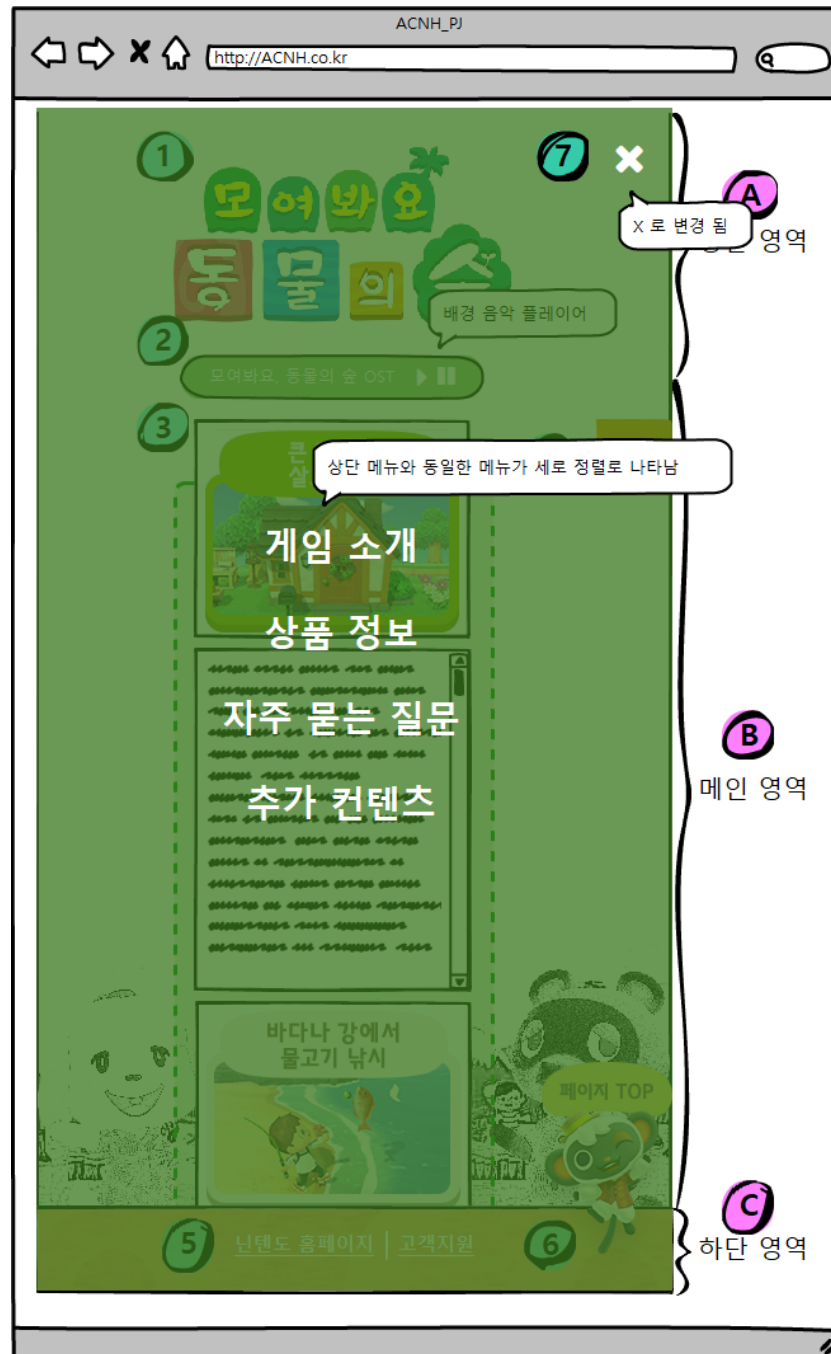 ACNH_PJ
http://ACNH.co.kr
1
7
모여봐요
동물의
A
X 로 변경 됨
영역
배경 음악 플레이어
2
모여봐요, 동물의 숲 OST
3
큰
살
상단 메뉴와 동일한 메뉴가 세로 정렬로 나타남
게임 소개
상품 정보
자주 묻는 질문
추가 컨텐츠
B
메인 영역
바다나 강에서
물고기 낚시
페이지 TOP
C
하단 영역
5
닌텐도 홈페이지 | 고객지원
6